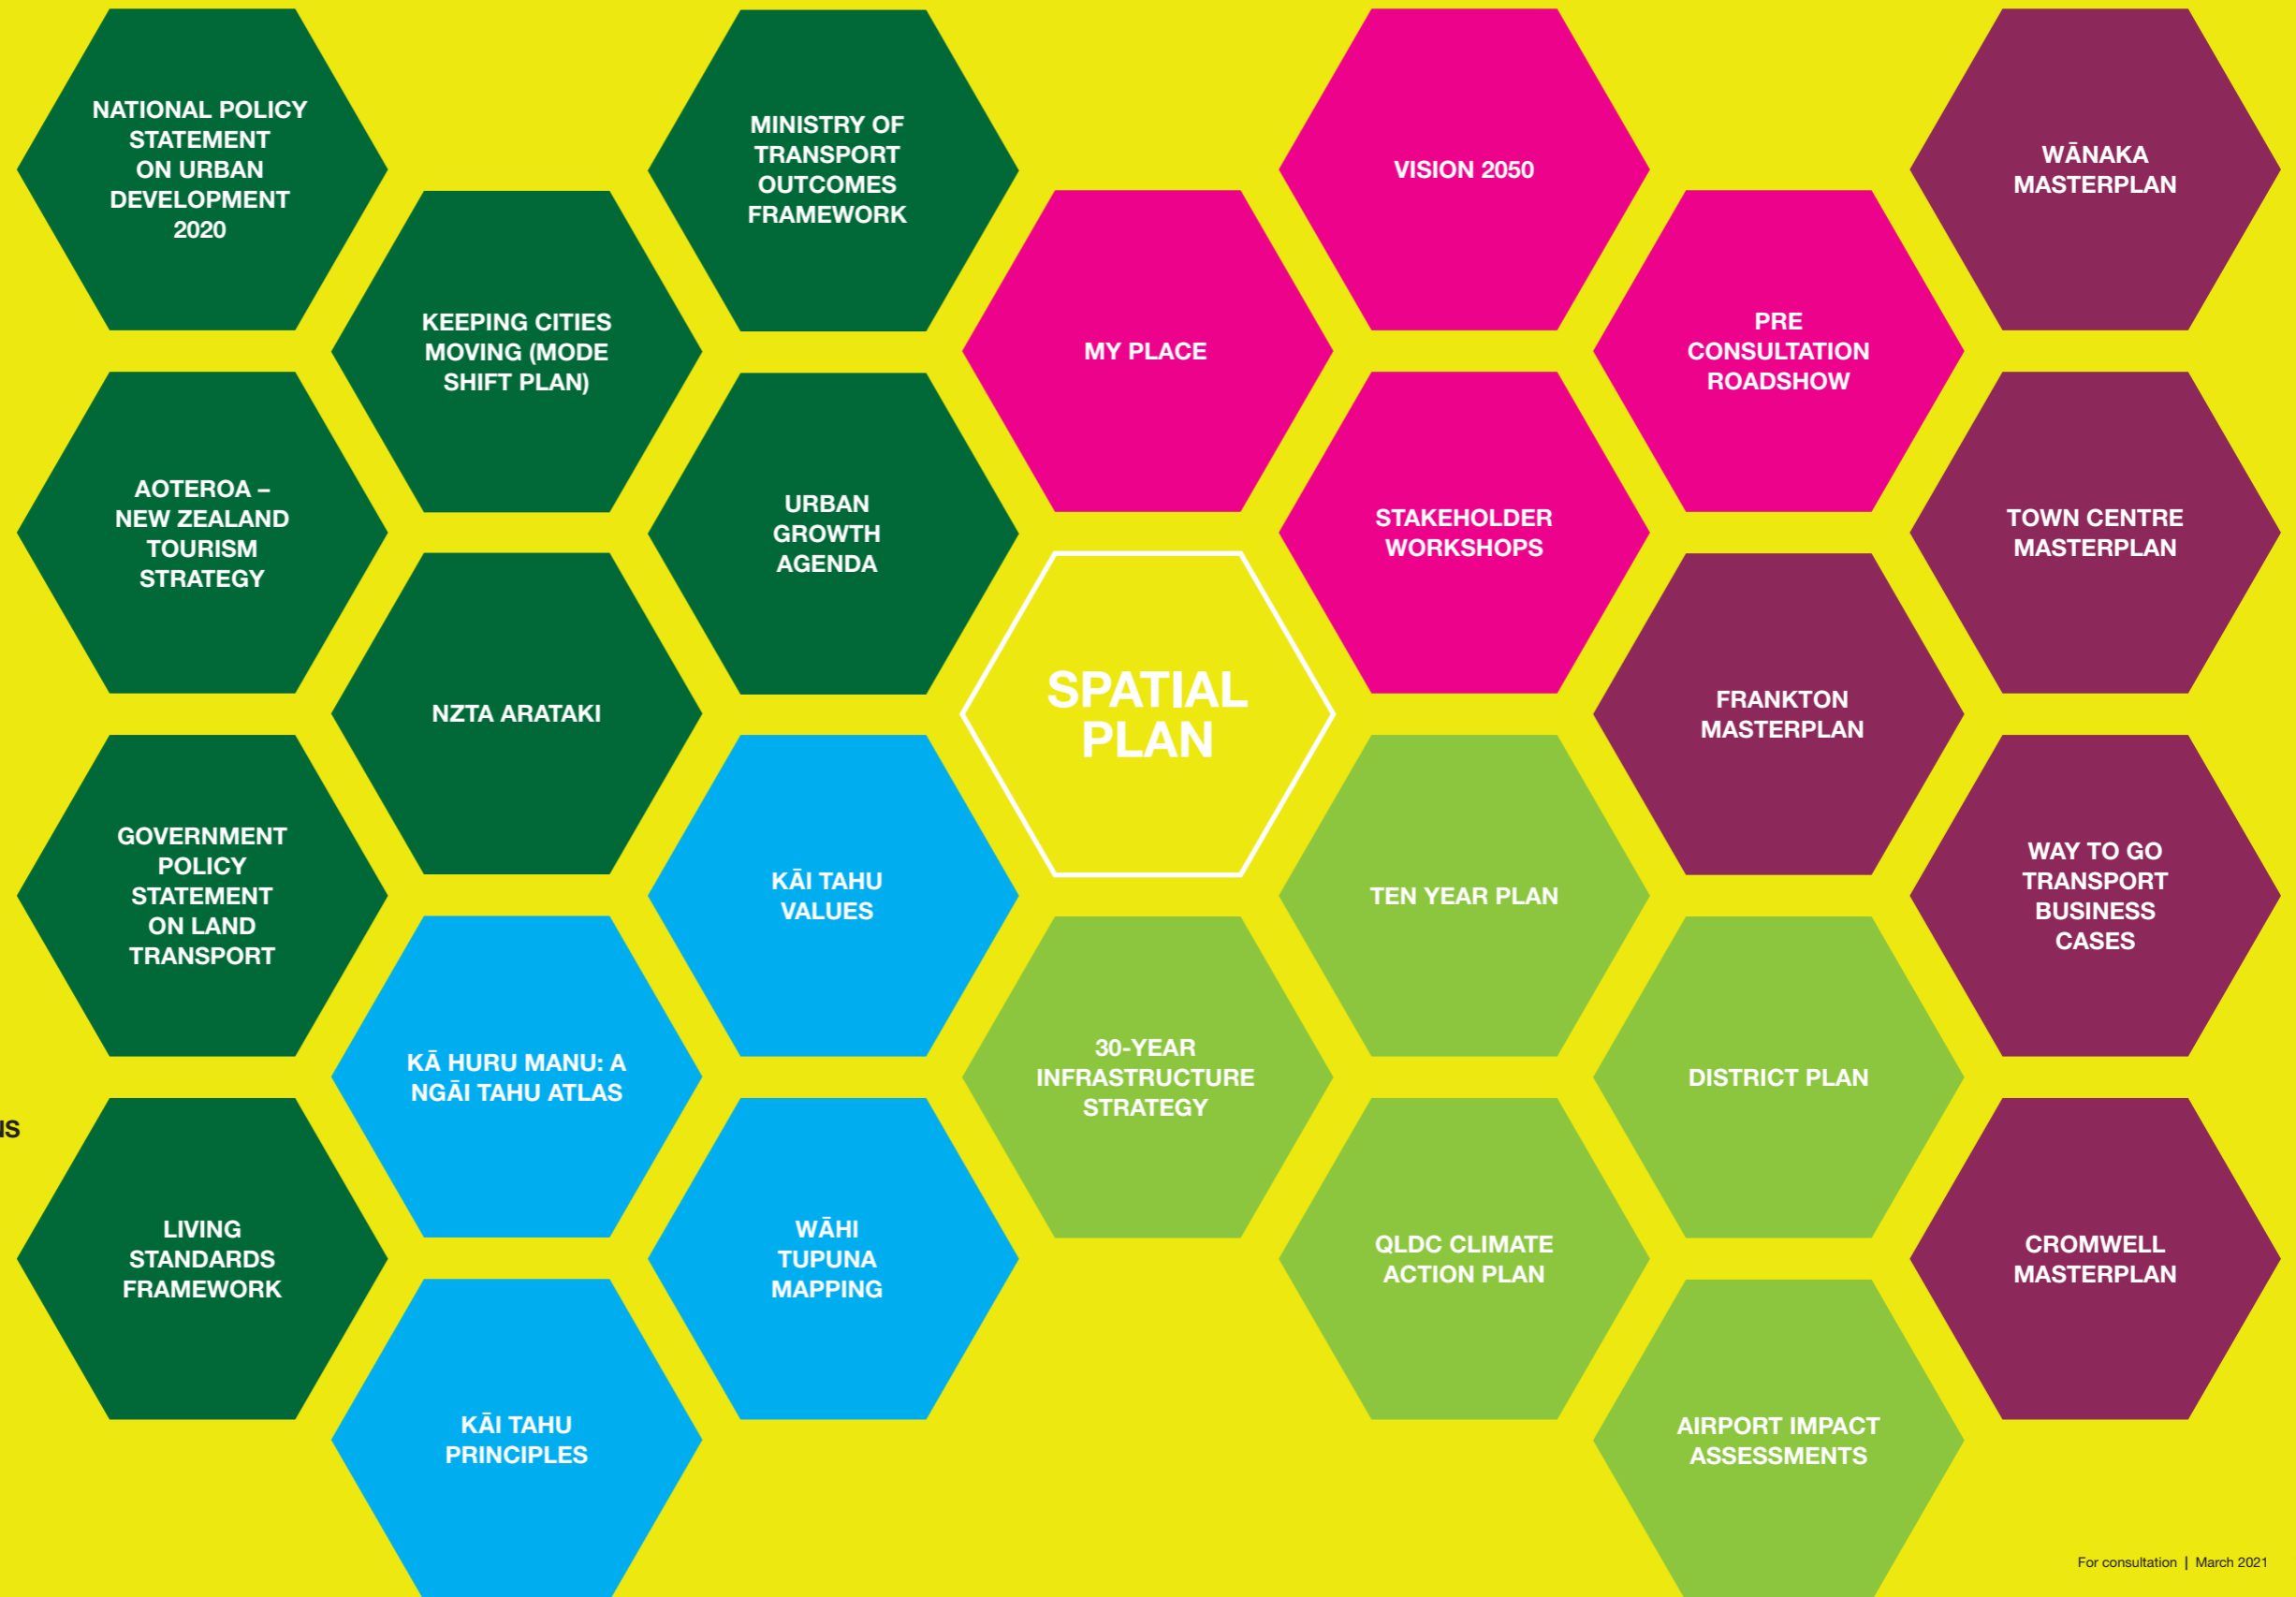 NATIONAL POLICY
STATEMENT
ON URBAN
DEVELOPMENT
2020
MINISTRY OF
TRANSPORT
OUTCOMES
FRAMEWORK
VISION 2050
WĀNAKA
MASTERPLAN
KEEPING CITIES
MOVING (MODE
SHIFT PLAN)
MY PLACE
PRE
CONSULTATION
ROADSHOW
AOTEROA –
NEW ZEALAND
TOURISM
STRATEGY
URBAN
GROWTH
AGENDA
STAKEHOLDER
WORKSHOPS
TOWN CENTRE
MASTERPLAN
NZTA ARATAKI
SPATIAL
PLAN
FRANKTON
MASTERPLAN
GOVERNMENT
POLICY
STATEMENT
ON LAND
TRANSPORT
KĀI TAHU
VALUES
TEN YEAR PLAN
WAY TO GO
TRANSPORT
BUSINESS
CASES
KĀ HURU MANU: A
NGĀI TAHU ATLAS
30-YEAR
INFRASTRUCTURE
STRATEGY
DISTRICT PLAN
LIVING
STANDARDS
FRAMEWORK
WĀHI
TUPUNA
MAPPING
QLDC CLIMATE
ACTION PLAN
CROMWELL
MASTERPLAN
KĀI TAHU
PRINCIPLES
AIRPORT IMPACT
ASSESSMENTS
For consultation | March 2021